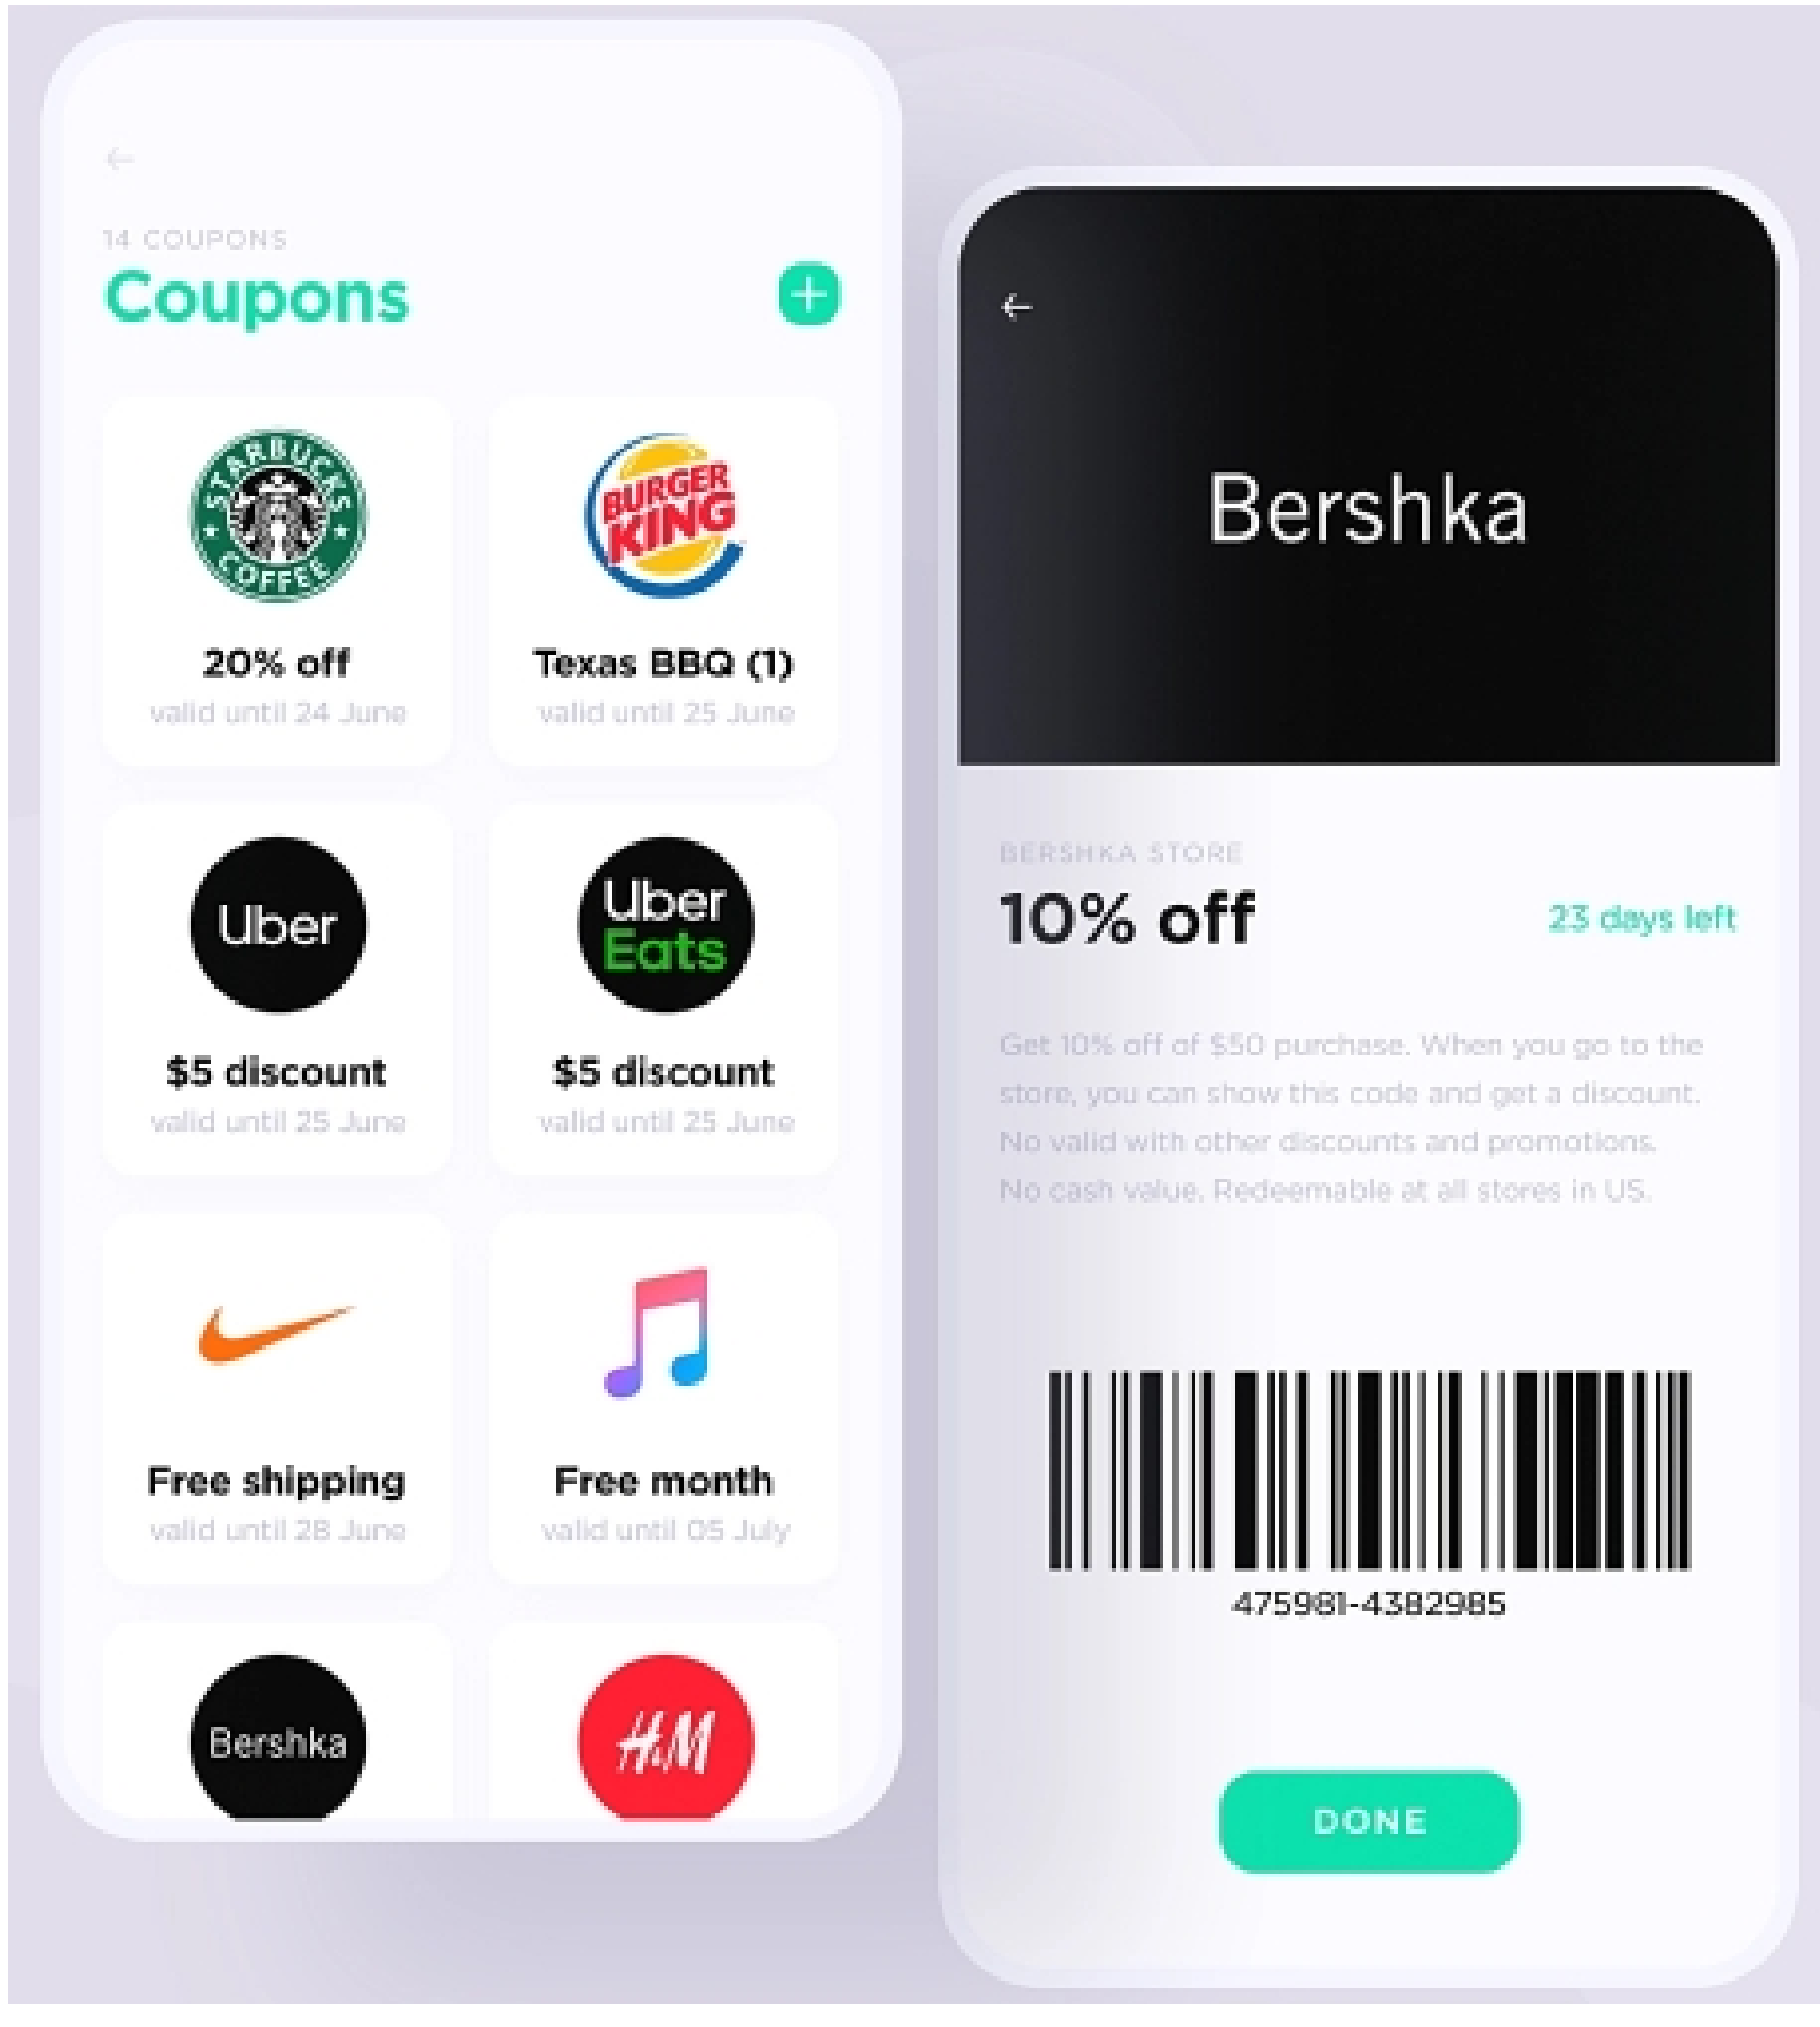 14 COUPONS
Coupons
STARBUCKS
COFFEE
20% off
valid until 24 June
BURGER
KING
Texas BBQ (1)
valid until 25 June
Uber
$5 discount
valid until 25 June
Uber
Eats
$5 discount
valid until 25 June
Free shipping
valid until 28 June
Free month
valid until 05 July
Bershka
H&M
Bershka
BERSHKA STORE
10% off
23 days left
Get 10% off of $50 purchase. When you go to the
store, you can show this code and get a discount.
No valid with other discounts and promotions.
No cash value. Redeemable at all stores in US.
475981-4382985
DONE